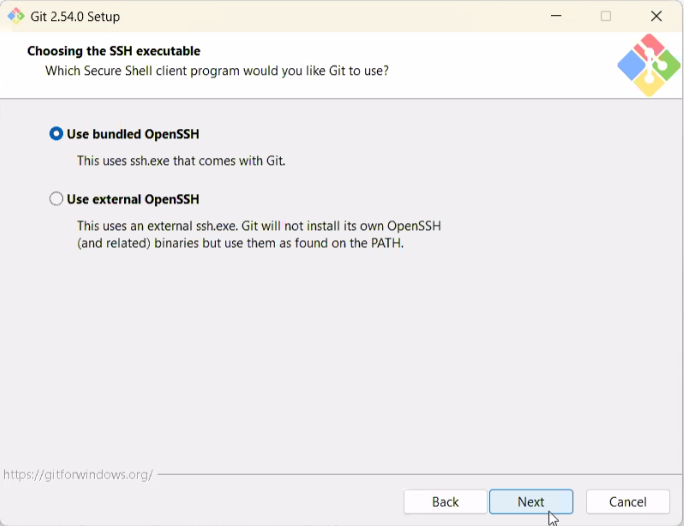 Git 2.54.0 Setup
Choosing the SSH executable
Which Secure Shell client program would you like Git to use?
Use bundled OpenSSH
This uses ssh.exe that comes with Git.
Use external OpenSSH
This uses an external ssh.exe. Git will not install its own OpenSSH
(and related) binaries but use them as found on the PATH.
https://gitforwindows.org/
Back Next Cancel